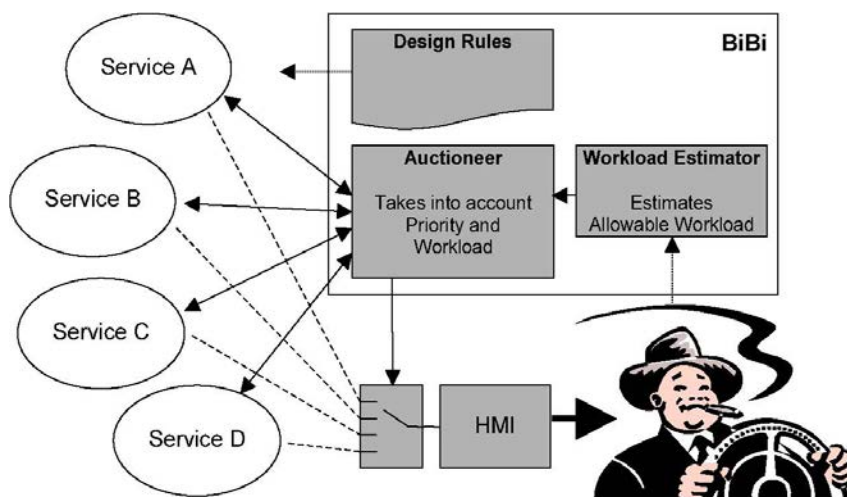 BiBi
Design Rules
Service A
Auctioneer
Takes into account
Priority and
Workload
Workload Estimator
Estimates
Allowable Workload
Service B
Service C
Service D
HMI